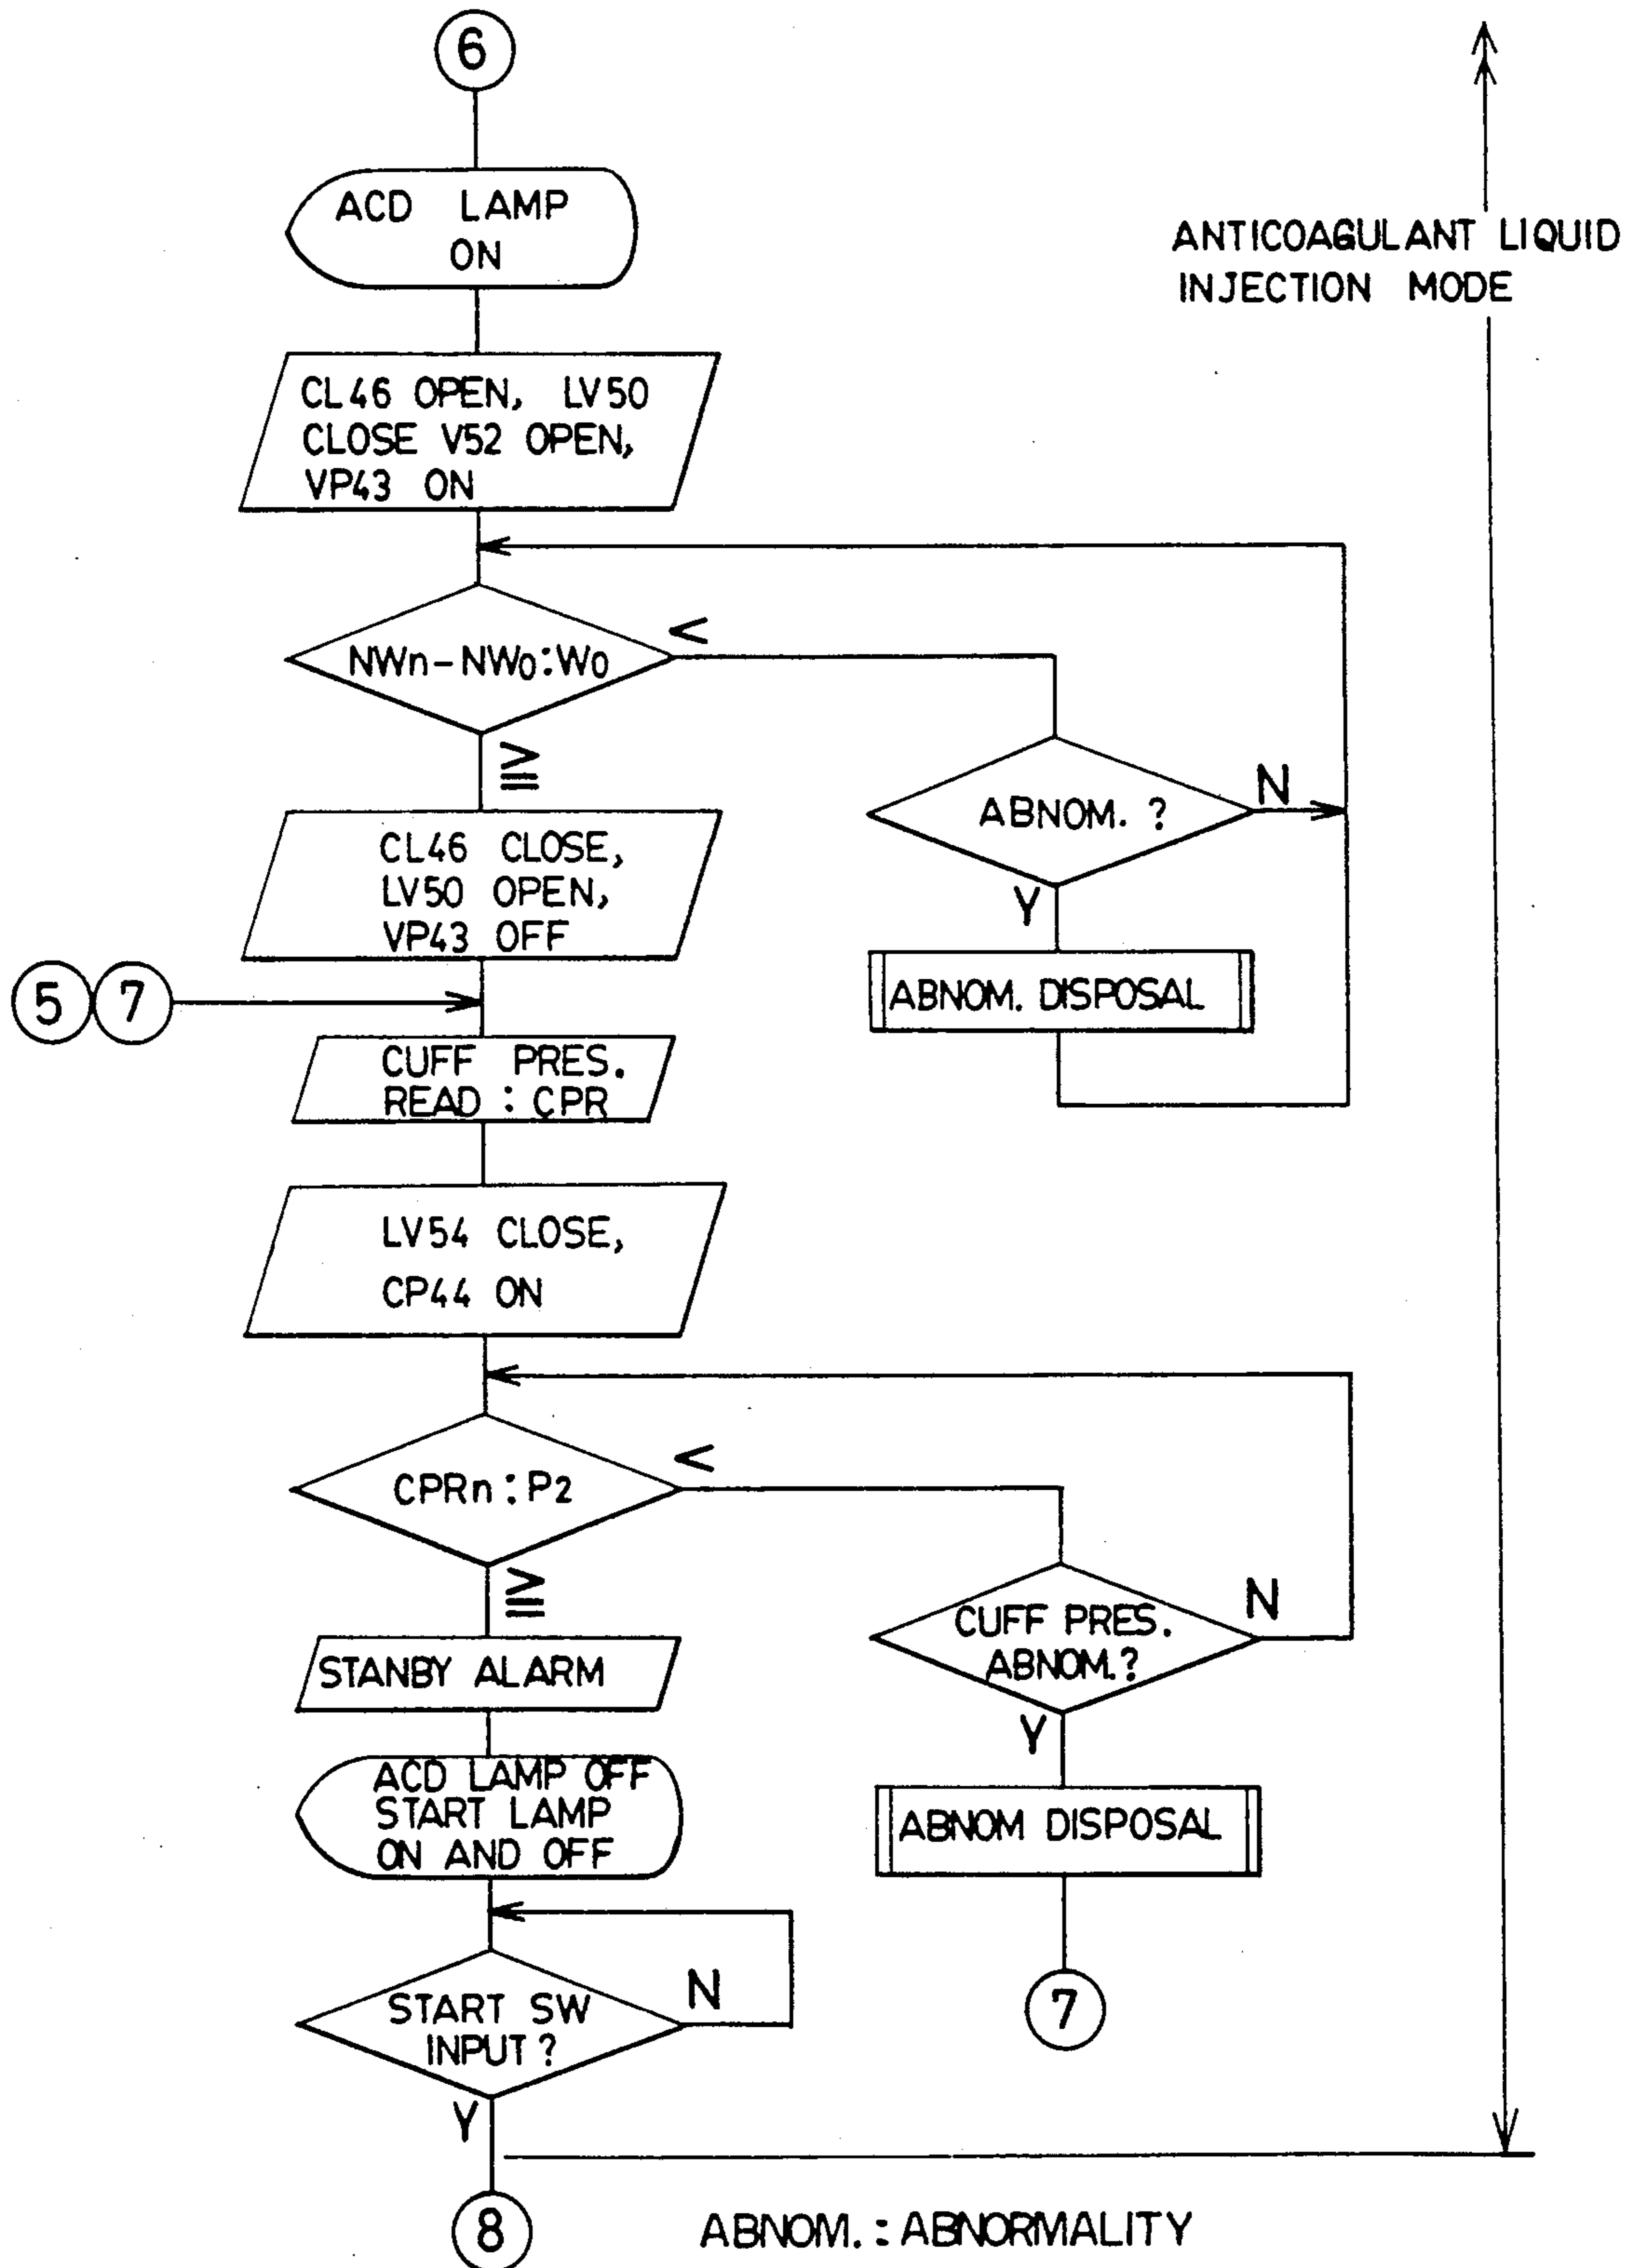 6
ACD LAMP
ON
ANTICOAGULANT LIQUID
INJECTION MODE
CL46 OPEN, LV50
CLOSE V52 OPEN,
VP43 ON
NWn-NW0:W0
<
≧
ABNOM. ?
N
Y
CL46 CLOSE,
LV50 OPEN,
VP43 OFF
ABNOM. DISPOSAL
5 7
CUFF PRES.
READ : CPR
LV54 CLOSE,
CP44 ON
CPRn : P2
<
≧
CUFF PRES.
ABNOM.?
N
Y
STANBY ALARM
ACD LAMP OFF
START LAMP
ON AND OFF
ABNOM DISPOSAL
START SW
INPUT ?
N
Y
7
8
ABNOM. : ABNORMALITY